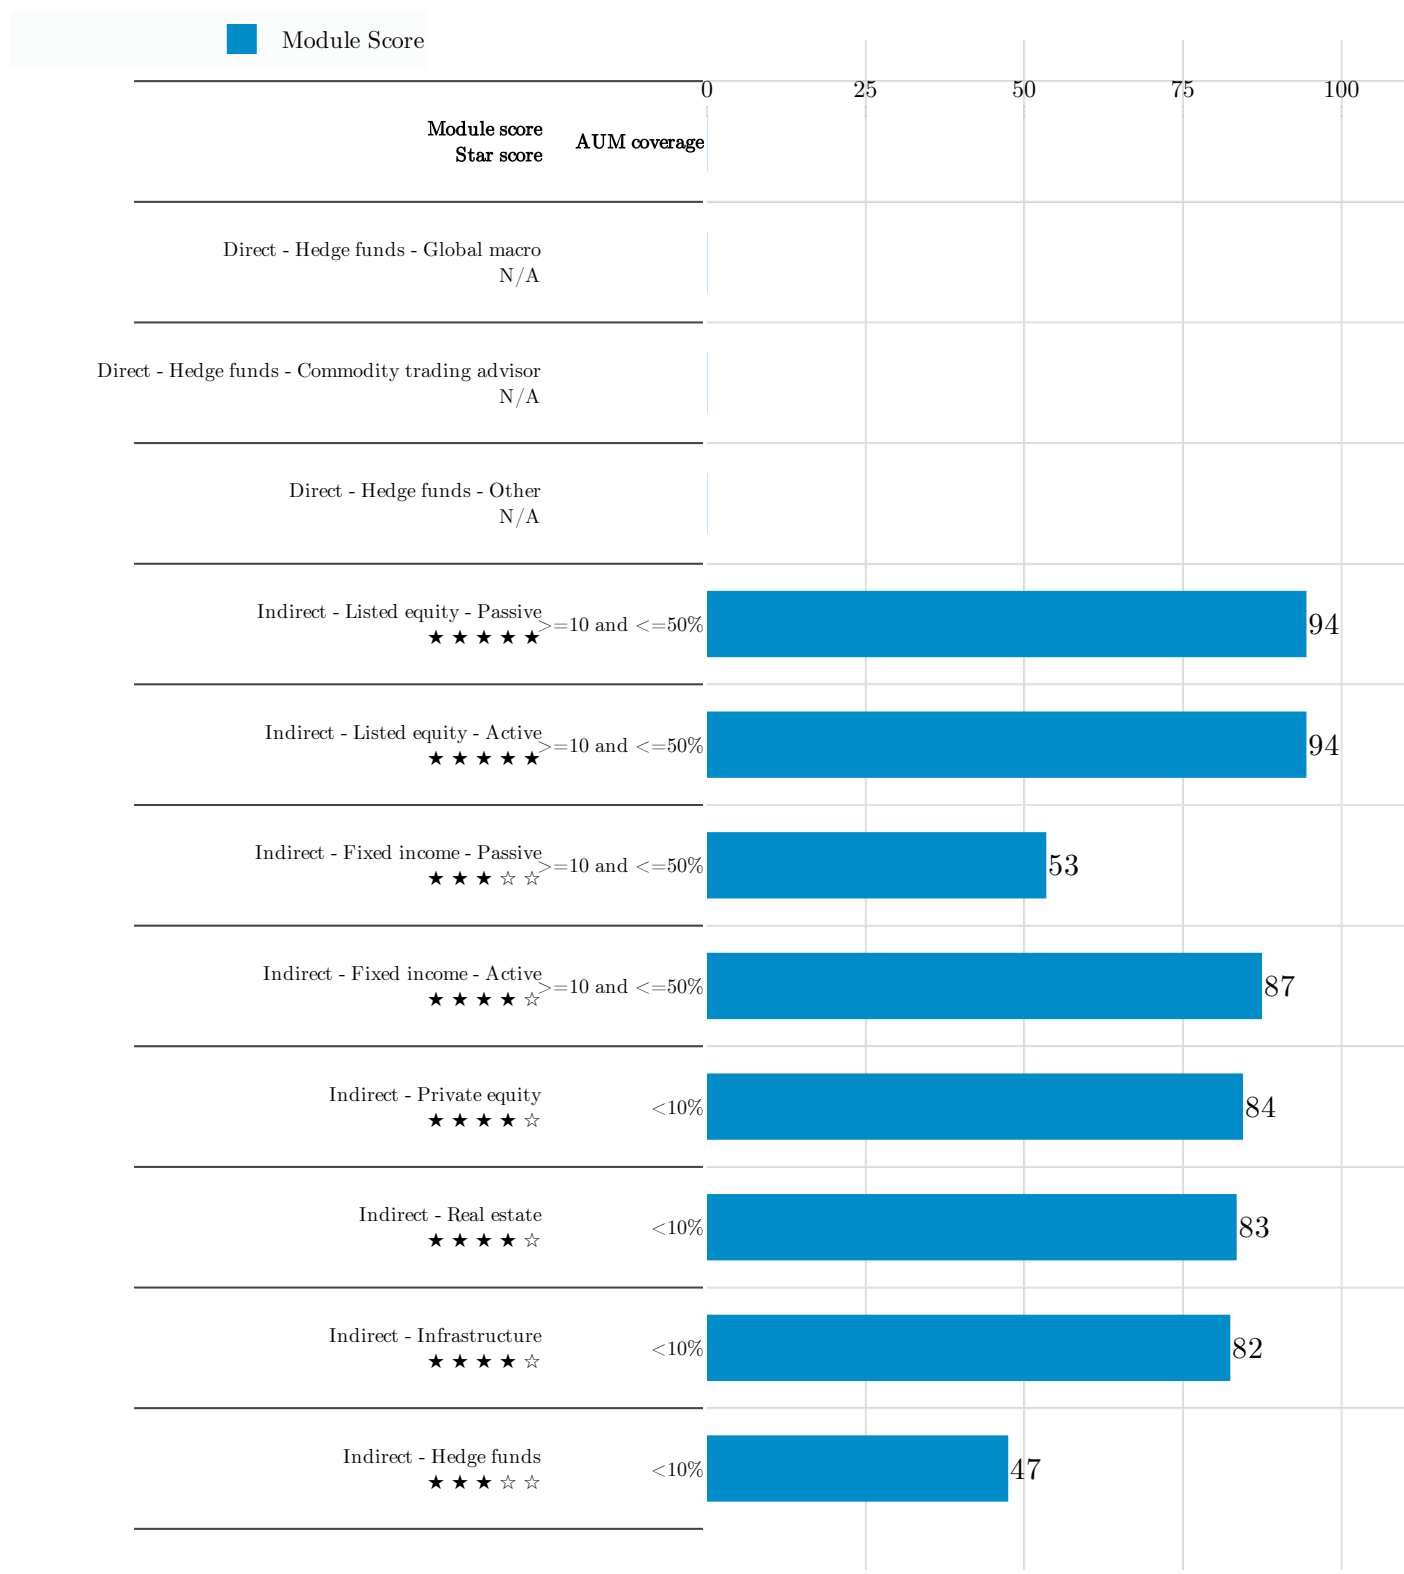 Module Score
0 25 50 75 100
Module score
Star score
AUM coverage
Direct - Hedge funds - Global macro
N/A
Direct - Hedge funds - Commodity trading advisor
N/A
Direct - Hedge funds - Other
N/A
Indirect - Listed equity - Passive
★ ★ ★ ★ ★
>=10 and <=50%
94
Indirect - Listed equity - Active
★ ★ ★ ★ ★
>=10 and <=50%
94
Indirect - Fixed income - Passive
★ ★ ★ ☆ ☆
>=10 and <=50%
53
Indirect - Fixed income - Active
★ ★ ★ ★ ☆
>=10 and <=50%
87
Indirect - Private equity
★ ★ ★ ★ ☆
<10%
84
Indirect - Real estate
★ ★ ★ ★ ☆
<10%
83
Indirect - Infrastructure
★ ★ ★ ★ ☆
<10%
82
Indirect - Hedge funds
★ ★ ★ ☆ ☆
<10%
47